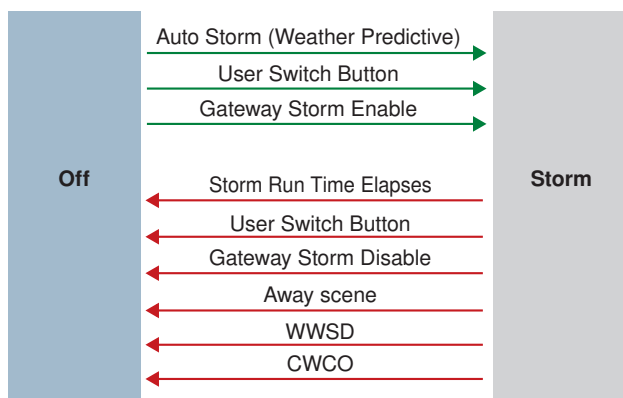 Auto Storm (Weather Predictive)
User Switch Button
Gateway Storm Enable
Off
Storm
Storm Run Time Elapses
User Switch Button
Gateway Storm Disable
Away scene
WWSD
CWCO